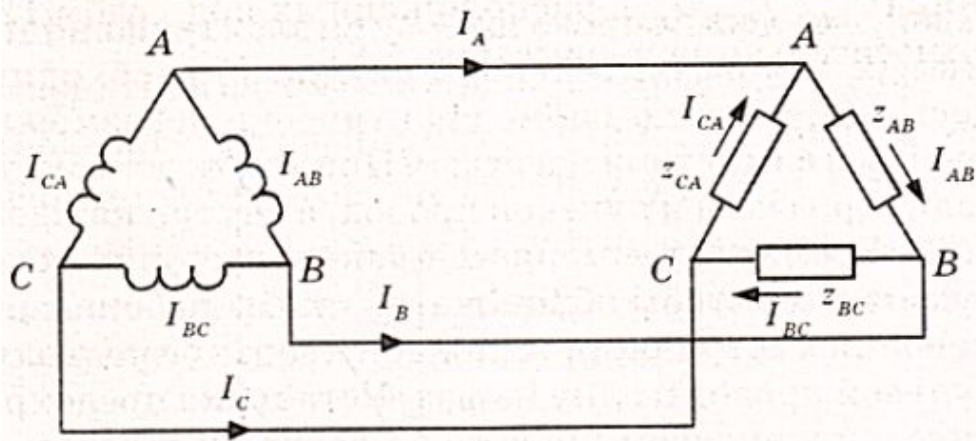 A I_A A
I_CA z_AB
I_CA I_AB z_CA I_AB
C B C B
I_BC I_B I_BC z_BC
I_C